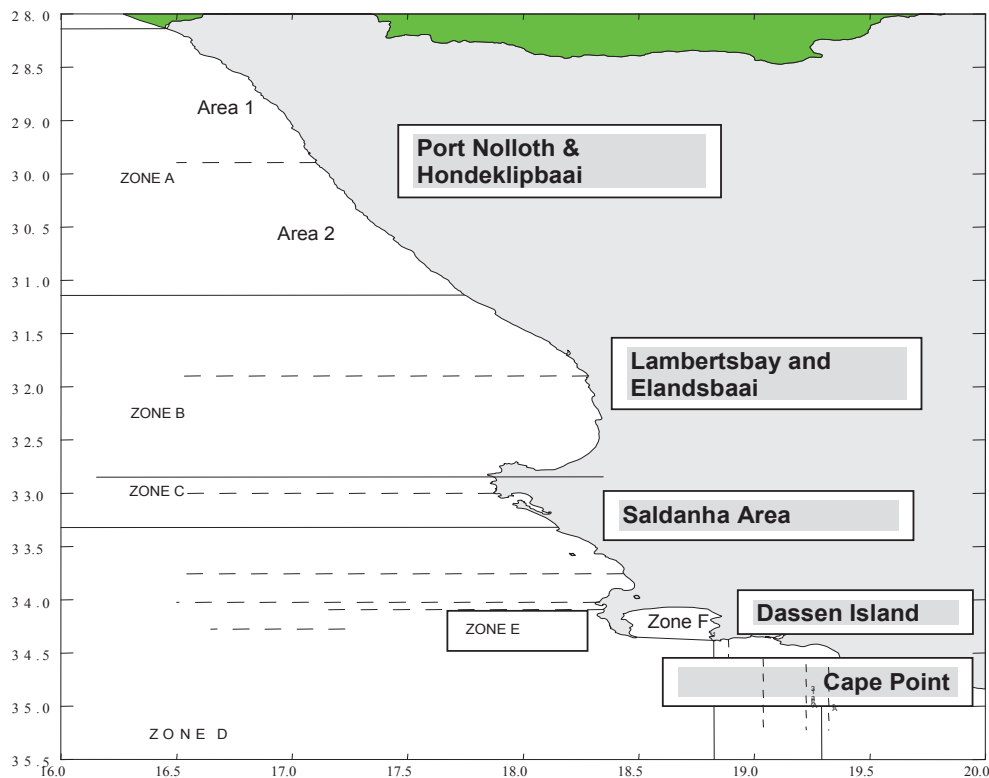 28.0
28.5
Area 1
29.0
Port Nolloth &
Hondeklipbaai
ZONE A
30.0
Area 2
30.5
31.0
31.5
Lambertsbay and
Elandsbaai
32.0
ZONE B
32.5
33.0
ZONE C
Saldanha Area
33.5
34.0
Dassen Island
Zone F
ZONE E
34.5
Cape Point
35.0
ZONE D
35.5
16.0 16.5 17.0 17.5 18.0 18.5 19.0 19.5 20.0